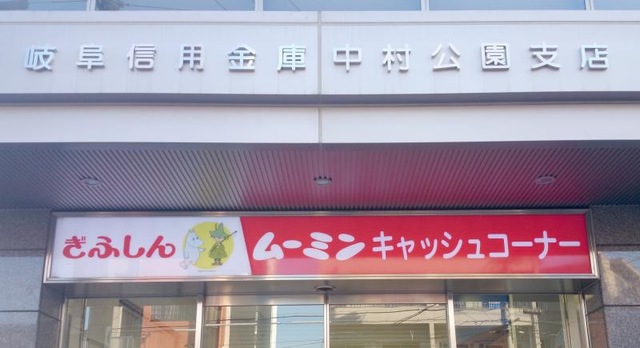 岐阜信用金庫中村公園支店
ぎふしん ムーミンキャッシュコーナー